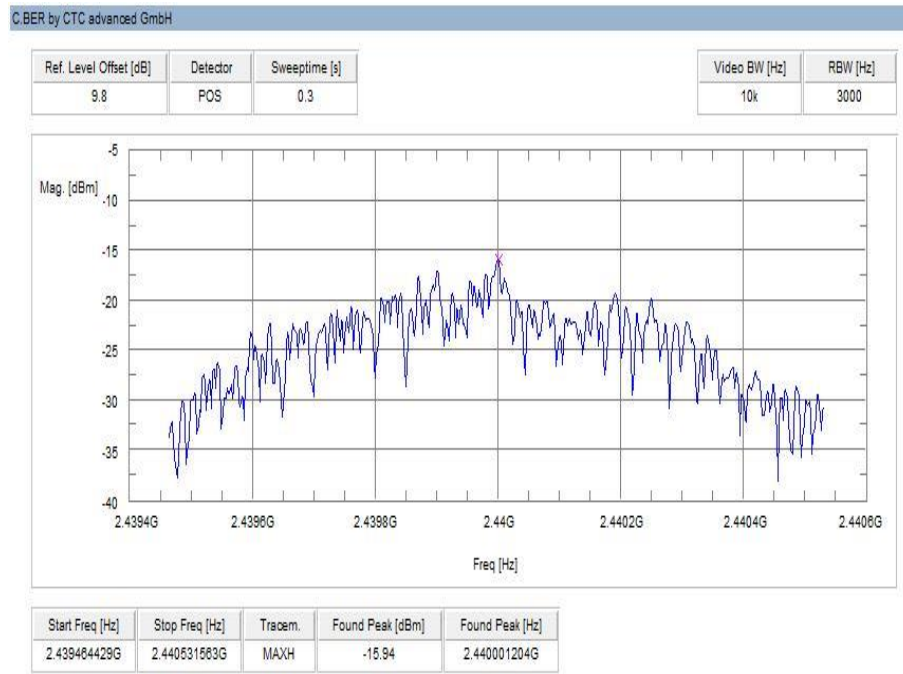 C.BER by CTC advanced GmbH
Ref. Level Offset [dB] Detector Sweeptime [s] Video BW [Hz] RBW [Hz]
9.8 POS 0.3 10k 3000
Mag. [dBm]
-5
-10
-15
-20
-25
-30
-35
-40
2.4394G 2.4396G 2.4398G 2.44G 2.4402G 2.4404G 2.4406G
Freq [Hz]
Start Freq [Hz] Stop Freq [Hz] Tracem. Found Peak [dBm] Found Peak [Hz]
2.439464429G 2.440531563G MAXH -15.94 2.440001204G